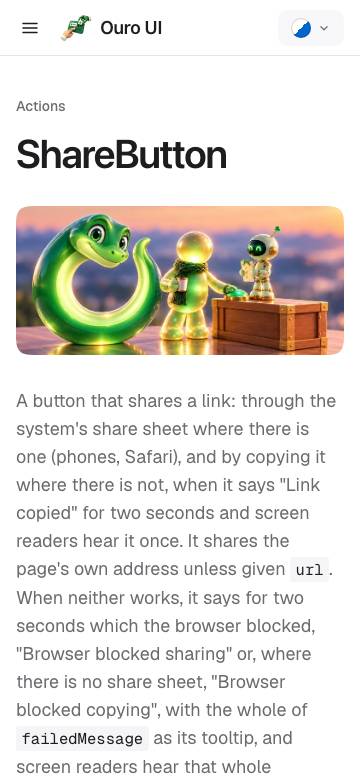 Ouro UI
Actions
ShareButton
A button that shares a link: through the
system's share sheet where there is
one (phones, Safari), and by copying it
where there is not, when it says "Link
copied" for two seconds and screen
readers hear it once. It shares the
page's own address unless given url.
When neither works, it says for two
seconds which the browser blocked,
"Browser blocked sharing" or, where
there is no share sheet, "Browser
blocked copying", with the whole of
failedMessage as its tooltip, and
screen readers hear that whole